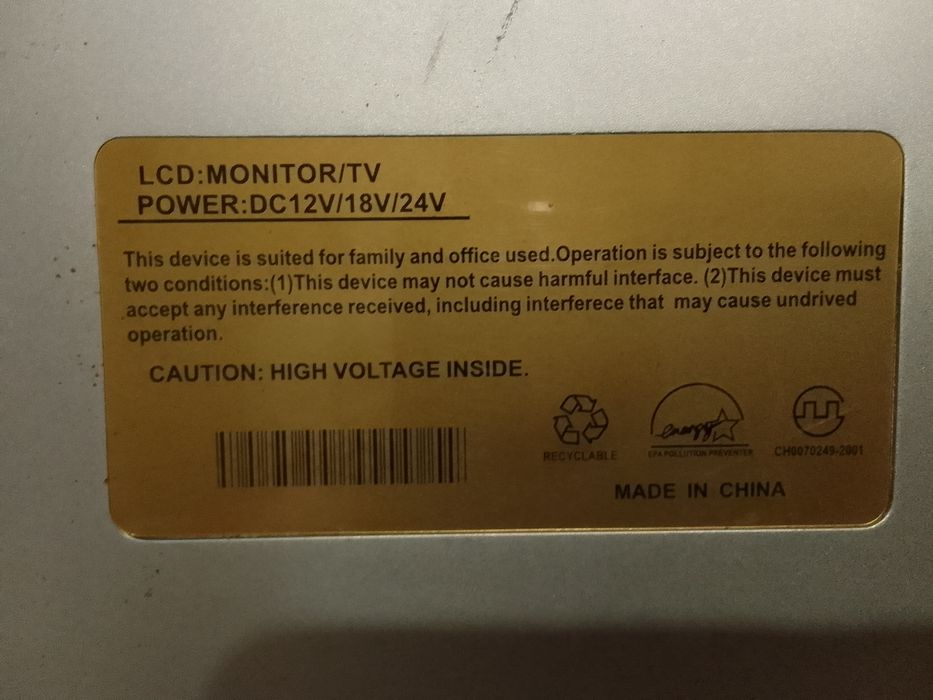 LCD:MONITOR/TV
POWER:DC12V/18V/24V
This device is suited for family and office used.Operation is subject to the following
two conditions:(1)This device may not cause harmful interface. (2)This device must
accept any interference received, including interferece that may cause undrived
operation.
CAUTION: HIGH VOLTAGE INSIDE.
energy
RECYCLABLE
EPA POLLUTION PREVENTER
CH0070249-2001
MADE IN CHINA